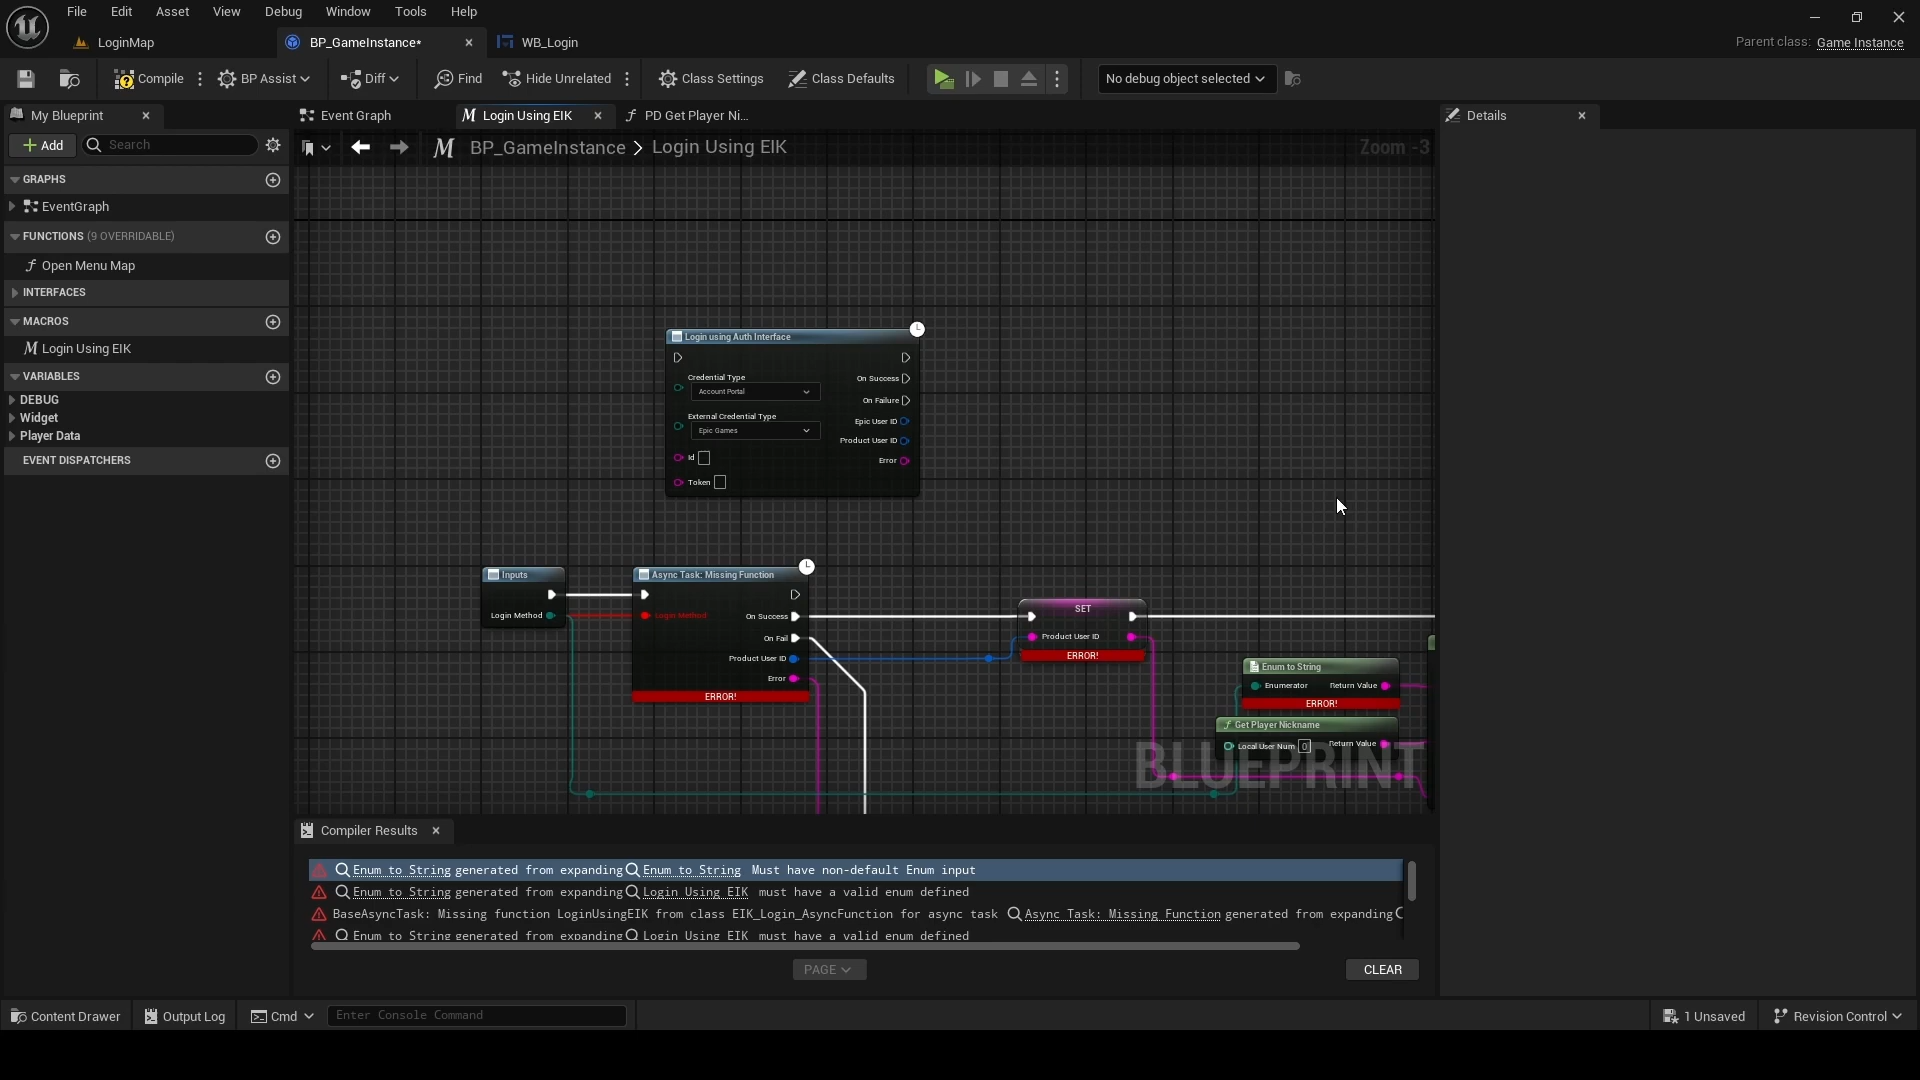 File Edit Asset View Debug Window Tools Help
LoginMap BP_GameInstance* WB_Login
Parent class: Game Instance
Compile BP Assist Diff Find Hide Unrelated Class Settings Class Defaults No debug object selected
My Blueprint Event Graph Login Using EIK PD Get Player Ni... Details
Add Search
BP_GameInstance > Login Using EIK Zoom -3
GRAPHS
EventGraph
FUNCTIONS (9 OVERRIDABLE)
Open Menu Map
INTERFACES
MACROS
Login Using EIK
VARIABLES
DEBUG
Widget
Player Data
EVENT DISPATCHERS
Login using Auth Interface
Credential Type
Account Portal
On Success
On Failure
External Credential Type
Epic Games
Epic User ID
Product User ID
Id
Error
Token
Inputs
Login Method
Async Task: Missing Function
Login Method
On Success
On Fail
Product User ID
Error
ERROR!
SET
Product User ID
ERROR!
Enum to String
Enumerator Return Value
ERROR!
Get Player Nickname
Local User Num 0 Return Value
BLUEPRINT
Compiler Results
Enum to String generated from expanding Enum to String Must have non-default Enum input
Enum to String generated from expanding Login Using EIK must have a valid enum defined
BaseAsyncTask: Missing function LoginUsingEIK from class EIK_Login_AsyncFunction for async task Async Task: Missing Function generated from expanding
Enum to String generated from expanding Login Using EIK must have a valid enum defined
PAGE CLEAR
Content Drawer Output Log Cmd Enter Console Command 1 Unsaved Revision Control